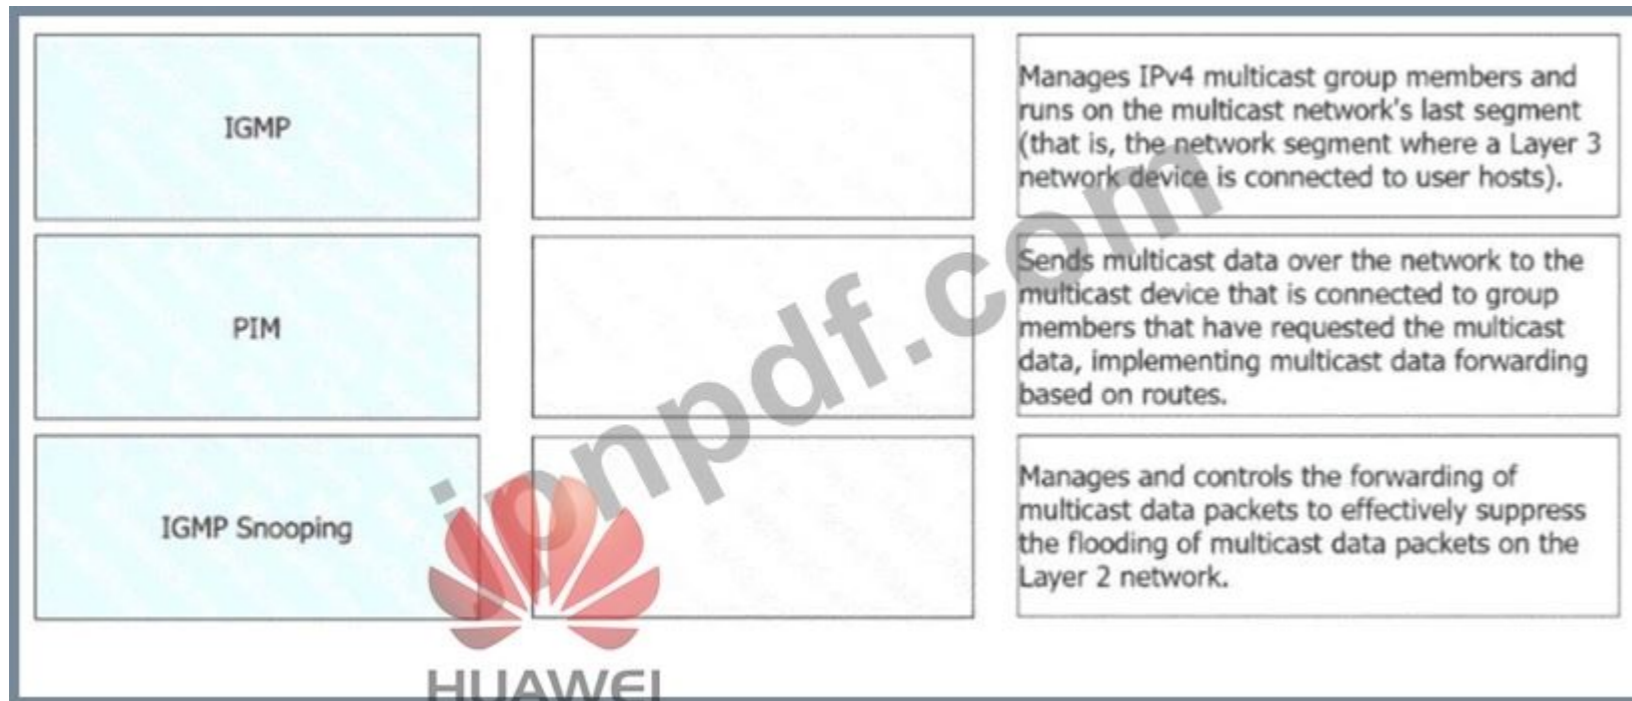 IGMP
Manages IPv4 multicast group members and
runs on the multicast network's last segment
(that is, the network segment where a Layer 3
network device is connected to user hosts).
PIM
Sends multicast data over the network to the
multicast device that is connected to group
members that have requested the multicast
data, implementing multicast data forwarding
based on routes.
IGMP Snooping
Manages and controls the forwarding of
multicast data packets to effectively suppress
the flooding of multicast data packets on the
Layer 2 network.
jpnpdf.com
HUAWEI